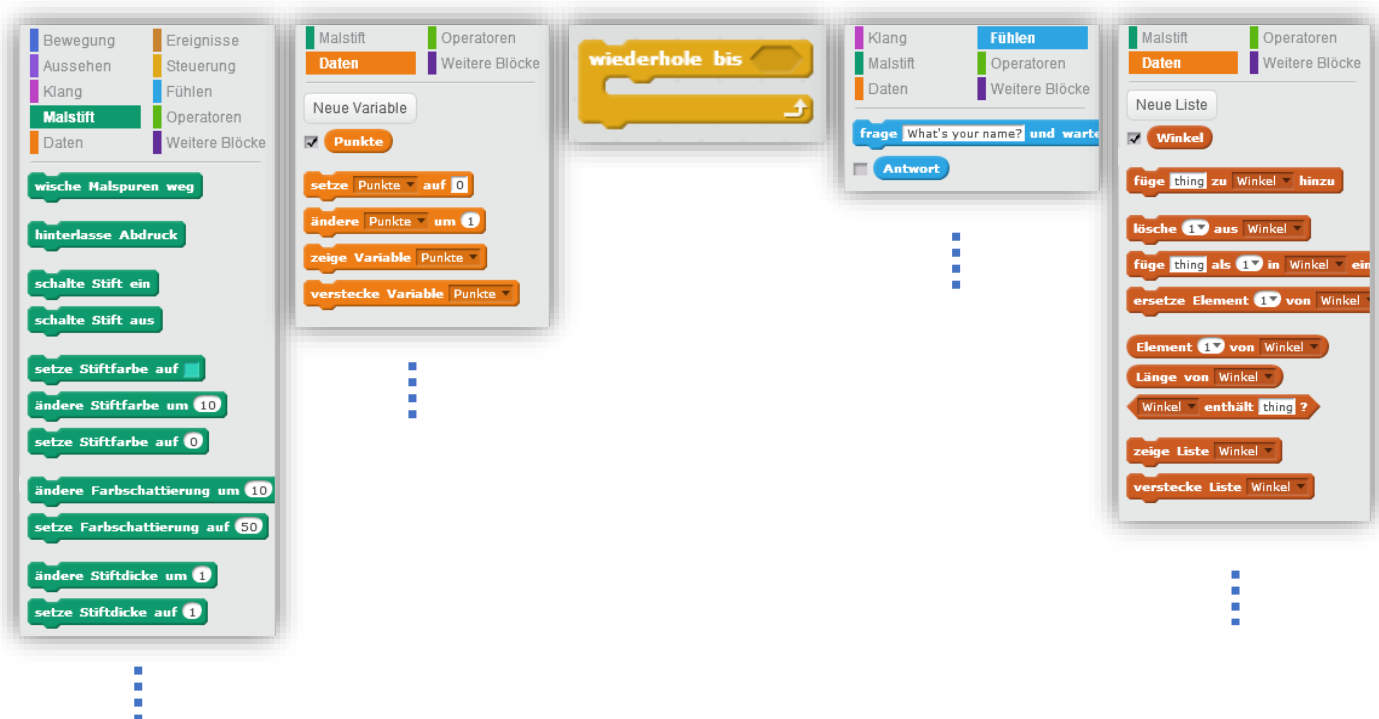 Bewegung Ereignisse
Aussehen Steuerung
Klang Fühlen
Malstift Operatoren
Daten Weitere Blöcke
wische Malspuren weg
hinterlasse Abdruck
schalte Stift ein
schalte Stift aus
setze Stiftfarbe auf
ändere Stiftfarbe um 10
setze Stiftfarbe auf 0
ändere Farbschattierung um 10
setze Farbschattierung auf 50
ändere Stiftdicke um 1
setze Stiftdicke auf 1
Malstift Operatoren
Daten Weitere Blöcke
Neue Variable
Punkte
setze Punkte auf 0
ändere Punkte um 1
zeige Variable Punkte
verstecke Variable Punkte
wiederhole bis
Klang Fühlen
Malstift Operatoren
Daten Weitere Blöcke
frage What's your name? und warte
Antwort
Malstift Operatoren
Daten Weitere Blöcke
Neue Liste
Winkel
füge thing zu Winkel hinzu
lösche 1 aus Winkel
füge thing als 1 in Winkel ein
ersetze Element 1 von Winkel
Element 1 von Winkel
Länge von Winkel
Winkel enthält thing ?
zeige Liste Winkel
verstecke Liste Winkel